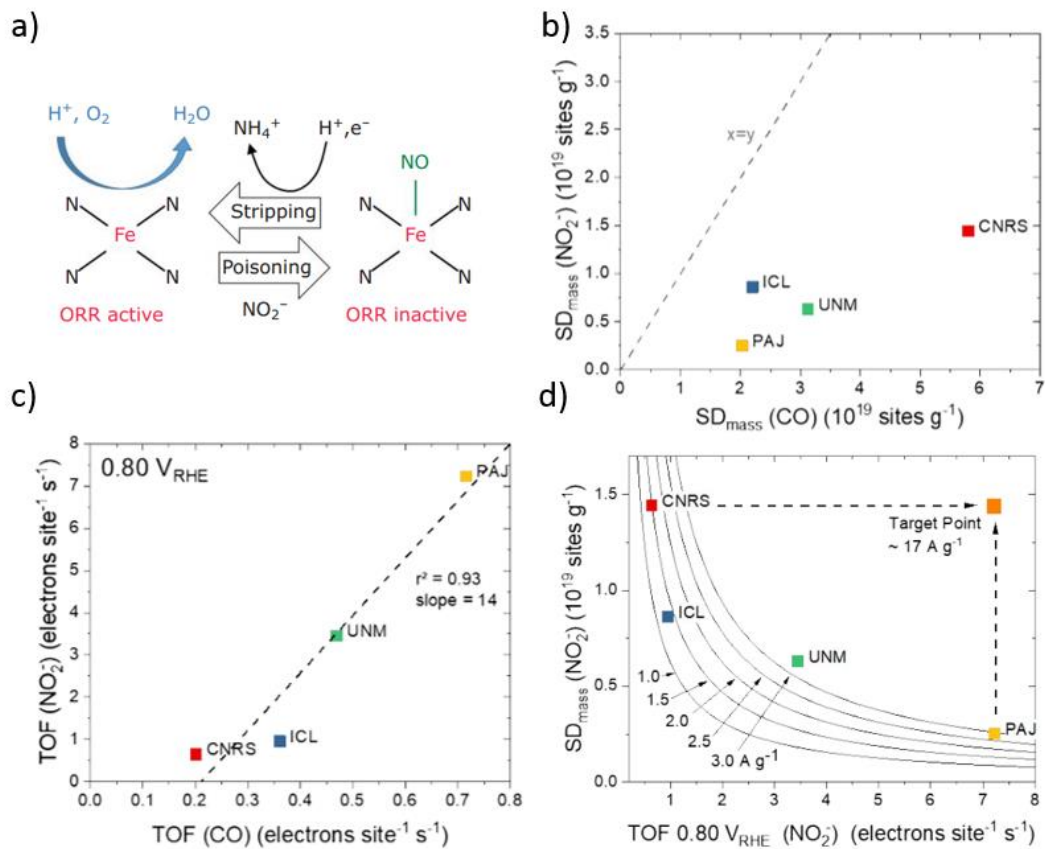 a)
H⁺, O₂
H₂O
NH₄⁺
H⁺,e⁻
NO
N
N
Fe
N
N
Stripping
Poisoning
NO₂⁻
N
N
Fe
N
N
ORR active
ORR inactive
b)
3.5
3.0
2.5
2.0
1.5
1.0
0.5
0.0
x=y
CNRS
ICL
UNM
PAJ
0
1
2
3
4
5
6
7
SDmass (NO₂⁻) (10¹⁹ sites g⁻¹)
SDmass (CO) (10¹⁹ sites g⁻¹)
c)
8
7
6
5
4
3
2
1
0
0.80 VRHE
PAJ
r² = 0.93
slope = 14
UNM
CNRS
ICL
0.0
0.1
0.2
0.3
0.4
0.5
0.6
0.7
0.8
TOF (NO₂⁻) (electrons site⁻¹ s⁻¹)
TOF (CO) (electrons site⁻¹ s⁻¹)
d)
1.5
1.0
0.5
0.0
CNRS
Target Point
~ 17 A g⁻¹
ICL
UNM
PAJ
1.0
1.5
2.0
2.5
3.0 A g⁻¹
1
2
3
4
5
6
7
8
SDmass (NO₂⁻) (10¹⁹ sites g⁻¹)
TOF 0.80 VRHE (NO₂⁻) (electrons site⁻¹ s⁻¹)